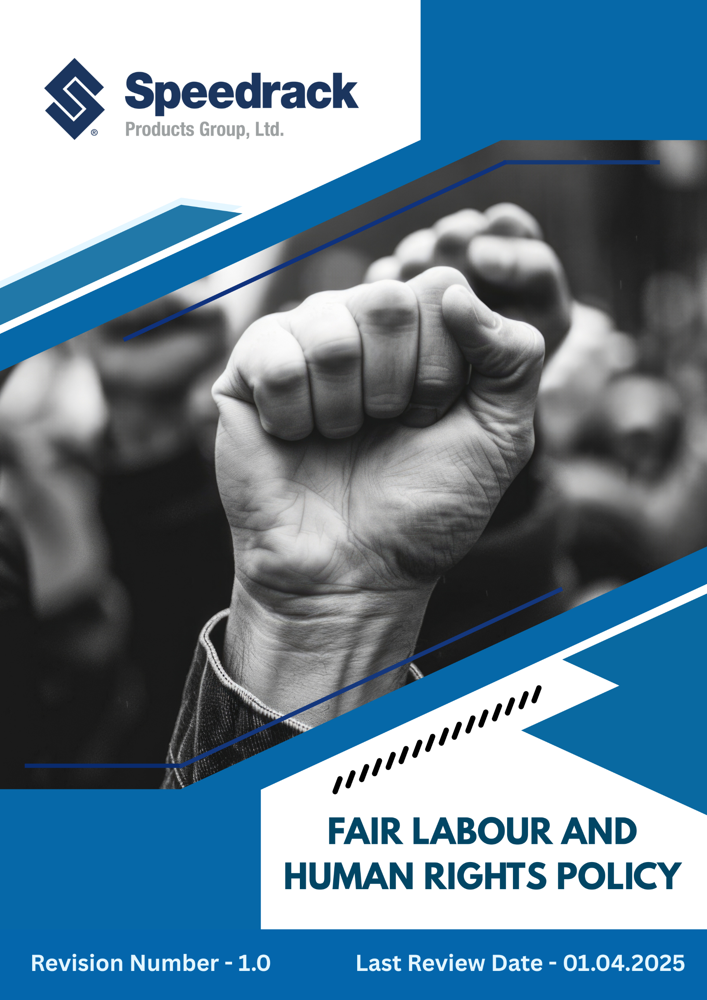 Speedrack
Products Group, Ltd.
®
FAIR LABOUR AND
HUMAN RIGHTS POLICY
Revision Number - 1.0
Last Review Date - 01.04.2025